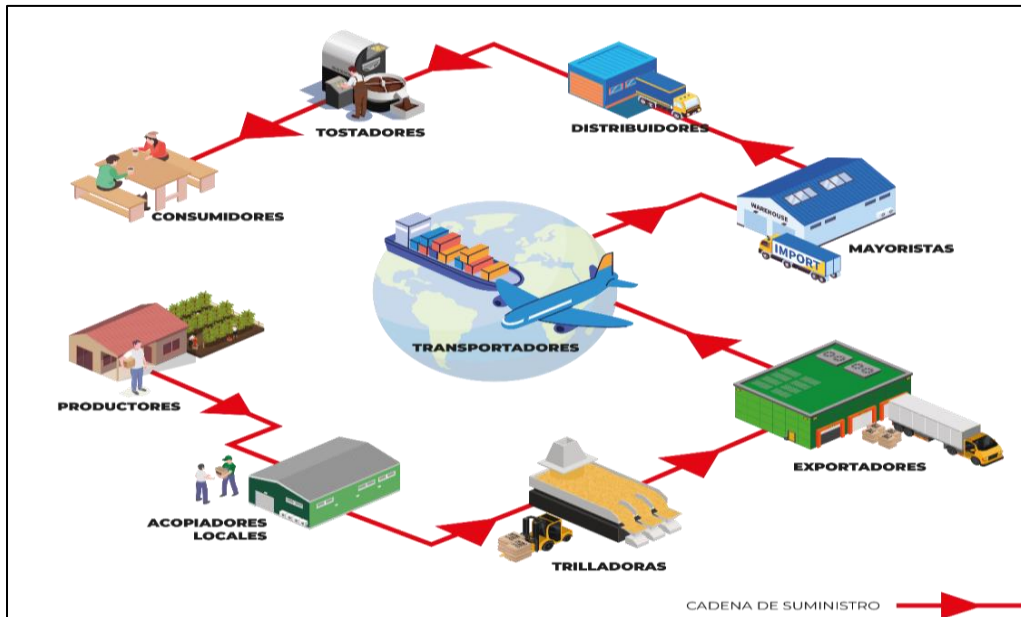 TOSTADORES
DISTRIBUIDORES
CONSUMIDORES
WAREHOUSE
IMPORT
MAYORISTAS
TRANSPORTADORES
PRODUCTORES
EXPORTADORES
ACOPIADORES
LOCALES
TRILLADORAS
CADENA DE SUMINISTRO